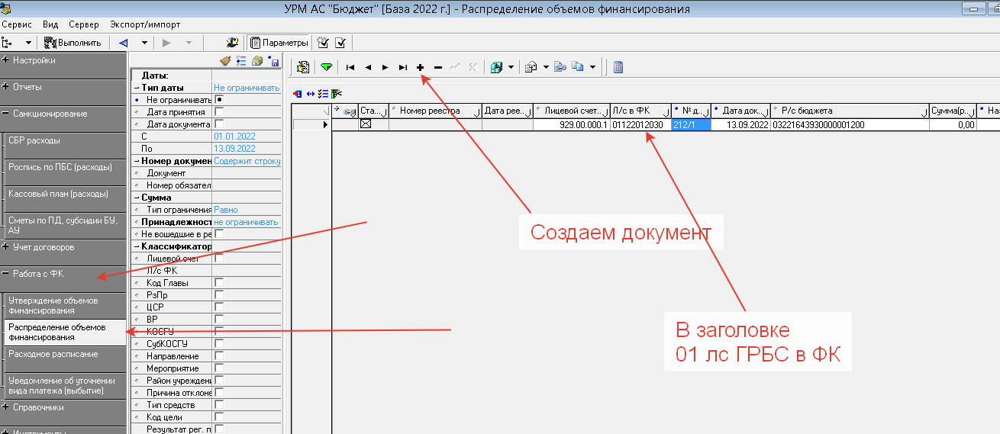 УРМ АС "Бюджет" [База 2022 г.] - Распределение объемов финансирования
Сервис Вид Сервер Экспорт/импорт
Выполнить Параметры
Настройки
Отчеты
Санкционирование
СБР расходы
Роспись по ПБС (расходы)
Кассовый план (расходы)
Сметы по ПД, субсидии БУ,
АУ
Учет договоров
Работа с ФК
Утверждение объемов
финансирования
Распределение объемов
финансирования
Расходное расписание
Уведомление об уточнении
вида платежа (выбытие)
Справочники
Инструменты
Даты:
Тип даты Не ограничивать
Не ограничивать
Дата принятия
Дата документа
С 01.01.2022
По 13.09.2022
Номер докумен Содержит строку
Документ
Номер обязател
Сумма
Тип ограничения Равно
Принадлежност не ограничивать
Не вошедшие в ре
Классификатор
Лицевой счет
Л/с ФК
Код Главы
РзПр
ЦСР
ВР
КОСГУ
СубКОСГУ
Направление
Мероприятие
Район учрежден
Причина отклоне
Тип средств
Код цели
Результат рег. п
Ста... Номер реестра Дата рее... Лицевой счет... Л/с в ФК № д... Дата док... Р/с бюджета Сумма(р... Наз
929.00.000.1 01122012030 212/1 13.09.2022 03221643930000001200 0,00
Создаем документ
В заголовке
01 лс ГРБС в ФК